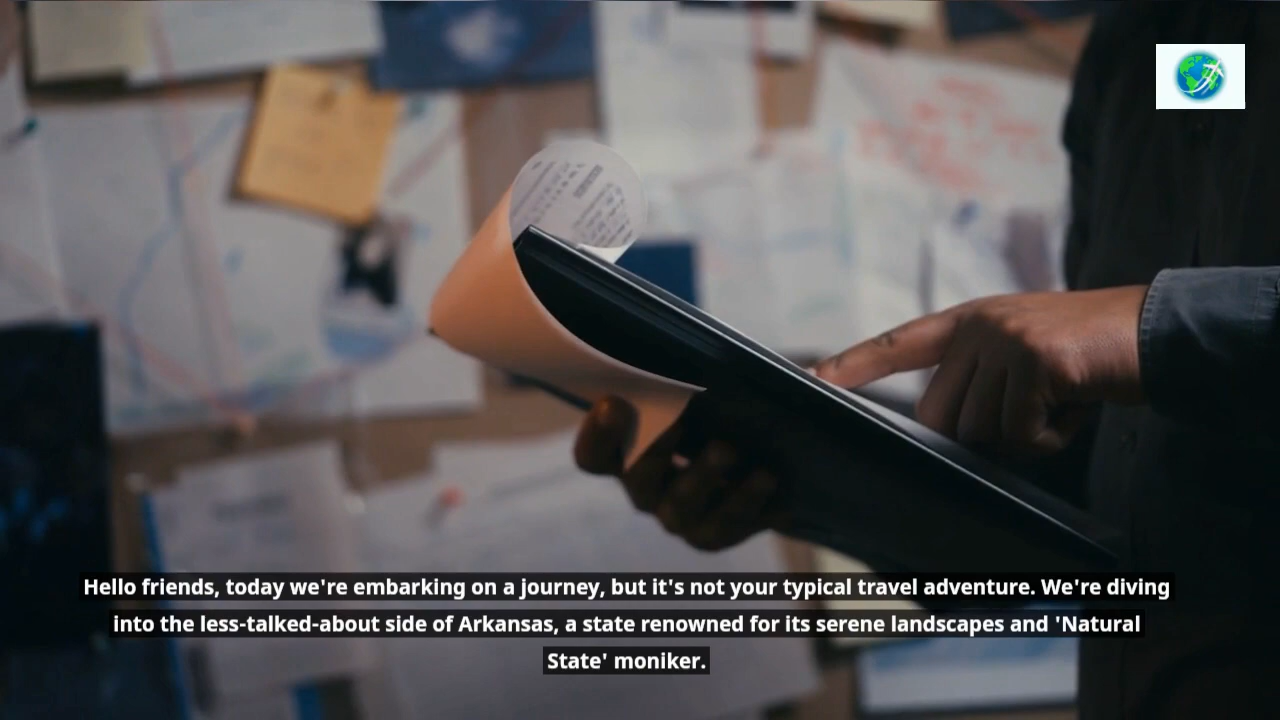 Hello friends, today we're embarking on a journey, but it's not your typical travel adventure. We're diving
into the less-talked-about side of Arkansas, a state renowned for its serene landscapes and 'Natural
State' moniker.